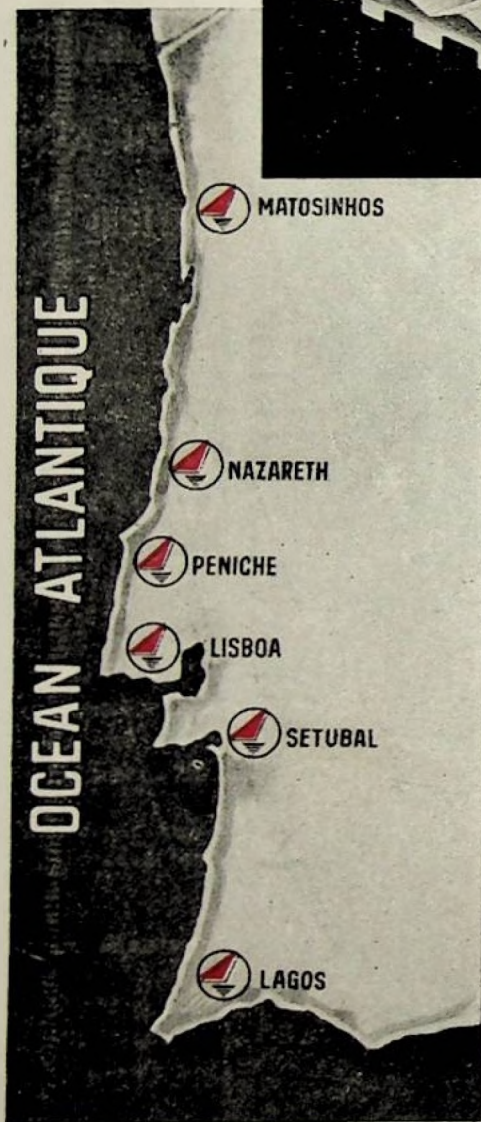 MATOSINHOS
OCEAN ATLANTIQUE
NAZARETH
PENICHE
LISBOA
SETUBAL
LAGOS